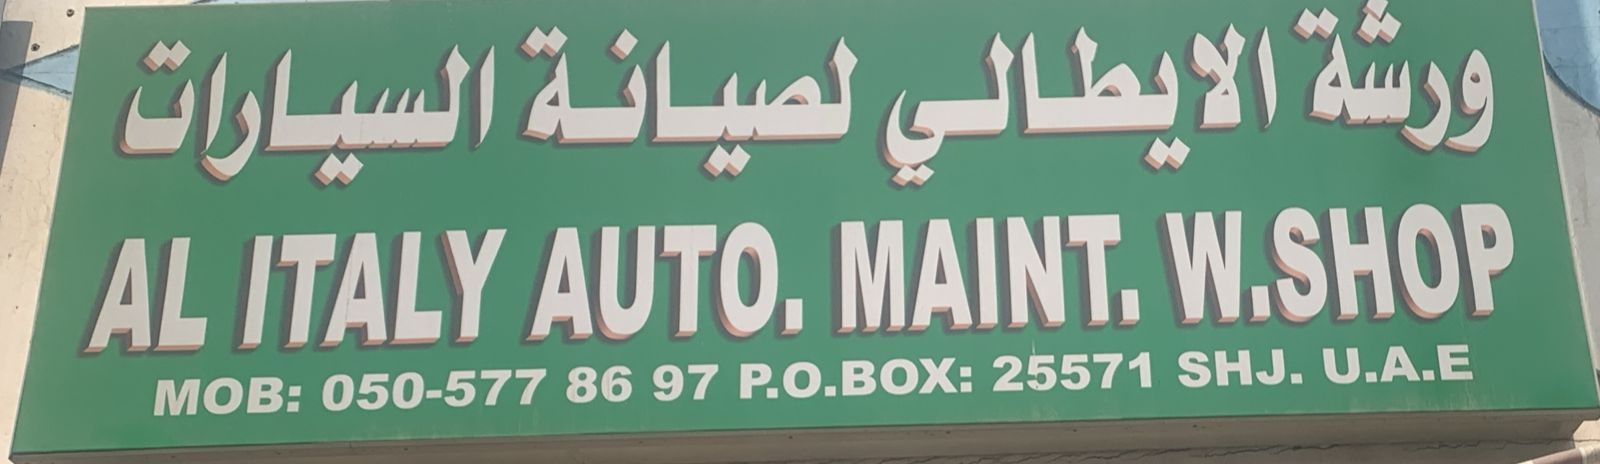 ورشة الايطالي لصيانة السيارات
AL ITALY AUTO. MAINT. W.SHOP
MOB: 050-577 86 97 P.O.BOX: 25571 SHJ. U.A.E